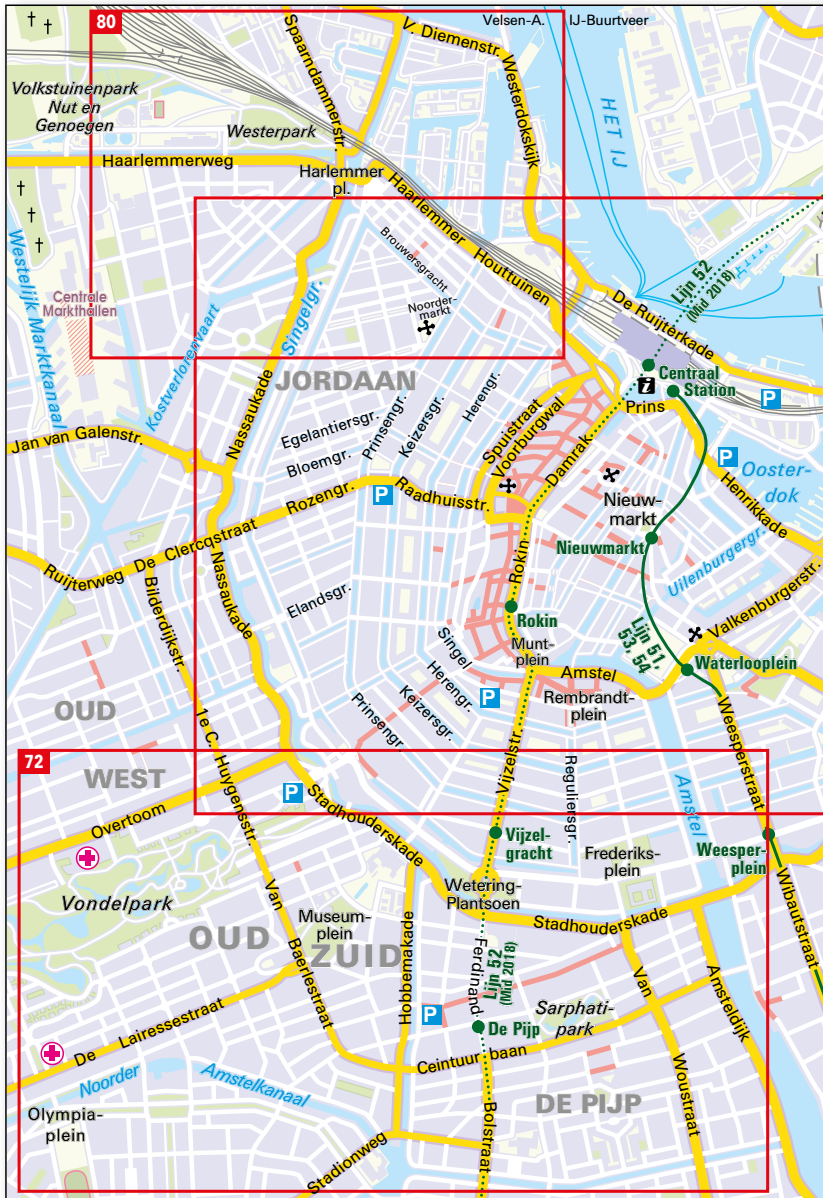 80
Velsen-A.
IJ-Buurtveer
Spaarndammerstr.
V. Diemenstr.
Westerdokskijk
HET IJ
Volkstuinenpark
Nut en
Genoegen
Westerpark
Haarlemmerweg
Harlemmer
pl.
Haarlemmer Houttuinen
Brouwersgracht
Westelijk Marktkanaal
Centrale
Markthallen
Kostverlorenvaart
Singelgr.
Noorder-
markt
Lijn 52
(Mid 2018)
De Ruijterkade
Centraal
Station
i
Prins
Henrikkade
P
P
Ooster-
dok
JORDAAN
Nassaukade
Egelantiersgr.
Bloemgr.
Prinsengr.
Keizersgr.
Herengr.
Spuistraat
Voorburgwal
Damrak
Jan van Galenstr.
Rozengr.
P
Raadhuisstr.
Nieuw-
markt
Nieuwmarkt
Uilenburgergr.
Ruijterweg
De Clercqstraat
Bilderdijkstr.
Nassaukade
Elandsgr.
Rokin
Rokin
Lijn 51,
53, 54
Valkenburgerstr.
Munt-
plein
Singel
Herengr.
Keizersgr.
Prinsengr.
P
Amstel
Rembrandt-
plein
Waterlooplein
Weesperstraat
OUD
WEST
72
1e C. Huygensstr.
Overtoom
P
Stadhouderskade
Vijzelstr.
Reguliersgr.
Amstel
Vijzel-
gracht
Frederiks-
plein
Weesper-
plein
Wibautstraat
Vondelpark
Wetering-
Plantsoen
Stadhouderskade
Museum-
plein
OUD
ZUID
Van Baerlestraat
Hobbemakade
Ferdinand
Lijn 52
(Mid 2018)
Sarphati-
park
Van
Woustraat
Amsteldijk
P
De Pijp
De Lairessestraat
Ceintuur baan
Noorder
Amstelkanaal
Olympia-
plein
DE PIJP
Bolstraat
Stadionweg